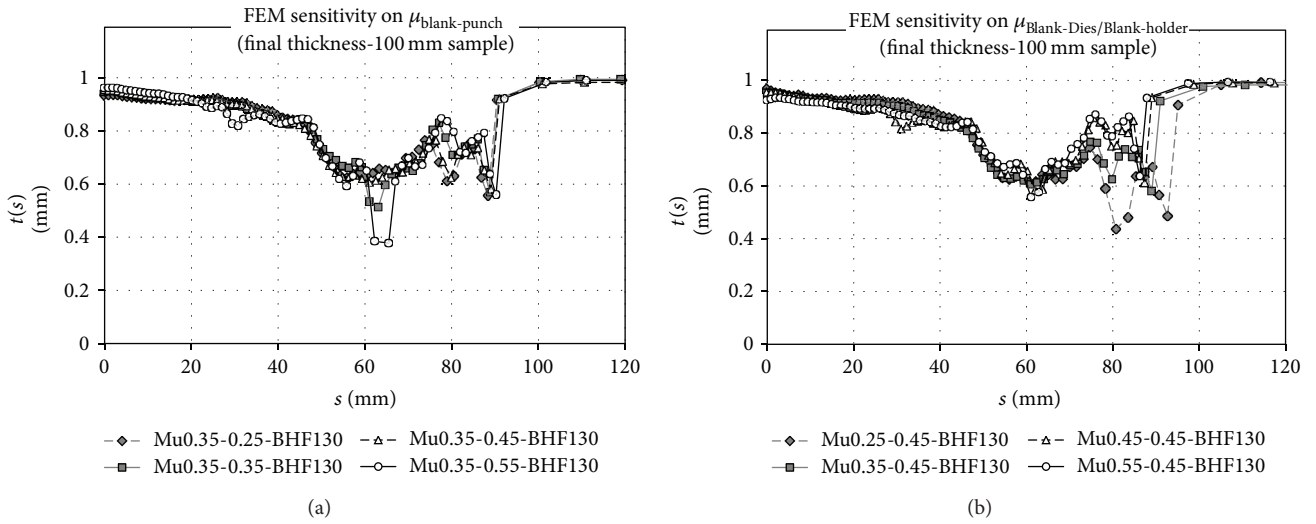 FEM sensitivity on μblank-punch
(final thickness-100 mm sample)
1
0.8
0.6
0.4
0.2
0
t(s)
(mm)
0 20 40 60 80 100 120
s (mm)
Mu0.35-0.25-BHF130
Mu0.35-0.45-BHF130
Mu0.35-0.35-BHF130
Mu0.35-0.55-BHF130
(a)
FEM sensitivity on μBlank-Dies/Blank-holder
(final thickness-100 mm sample)
1
0.8
0.6
0.4
0.2
0
t(s)
(mm)
0 20 40 60 80 100 120
s (mm)
Mu0.25-0.45-BHF130
Mu0.45-0.45-BHF130
Mu0.35-0.45-BHF130
Mu0.55-0.45-BHF130
(b)